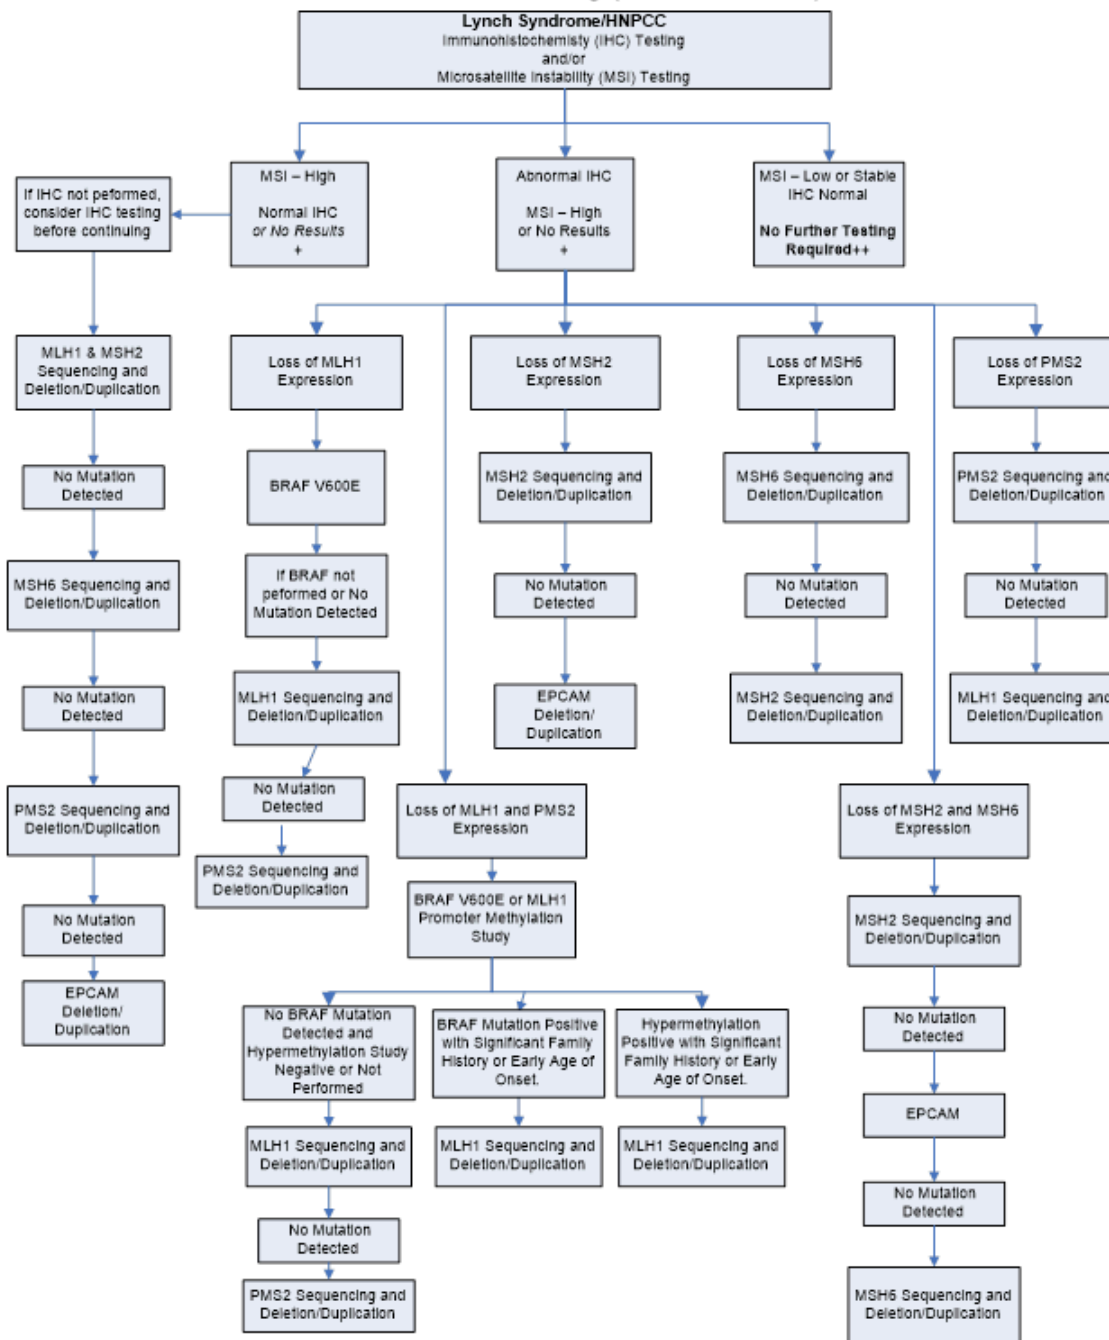 Lynch Syndrome/HNPCC
Immunohistochemisty (IHC) Testing
and/or
Microsatellite Instability (MSI) Testing
If IHC not peformed,
consider IHC testing
before continuing
MSI – High
Normal IHC
or No Results
+
Abnormal IHC
MSI – High
or No Results
+
MSI – Low or Stable
IHC Normal
No Further Testing
Required++
MLH1 & MSH2
Sequencing and
Deletion/Duplication
Loss of MLH1
Expression
Loss of MSH2
Expression
Loss of MSH6
Expression
Loss of PMS2
Expression
No Mutation
Detected
BRAF V600E
MSH2 Sequencing and
Deletion/Duplication
MSH6 Sequencing and
Deletion/Duplication
PMS2 Sequencing and
Deletion/Duplication
MSH6 Sequencing and
Deletion/Duplication
If BRAF not
peformed or No
Mutation Detected
No Mutation
Detected
No Mutation
Detected
No Mutation
Detected
No Mutation
Detected
MLH1 Sequencing and
Deletion/Duplication
EPCAM
Deletion/
Duplication
MSH2 Sequencing and
Deletion/Duplication
MLH1 Sequencing and
Deletion/Duplication
PMS2 Sequencing and
Deletion/Duplication
No Mutation
Detected
Loss of MLH1 and PMS2
Expression
Loss of MSH2 and MSH6
Expression
PMS2 Sequencing and
Deletion/Duplication
No Mutation
Detected
BRAF V600E or MLH1
Promoter Methylation
Study
MSH2 Sequencing and
Deletion/Duplication
EPCAM
Deletion/
Duplication
No BRAF Mutation
Detected and
Hypermethylation Study
Negative or Not
Performed
BRAF Mutation Positive
with Significant Family
History or Early Age of
Onset.
Hypermethylation
Positive with Significant
Family History or Early
Age of Onset.
No Mutation
Detected
EPCAM
MLH1 Sequencing and
Deletion/Duplication
MLH1 Sequencing and
Deletion/Duplication
MLH1 Sequencing and
Deletion/Duplication
No Mutation
Detected
No Mutation
Detected
PMS2 Sequencing and
Deletion/Duplication
MSH6 Sequencing and
Deletion/Duplication